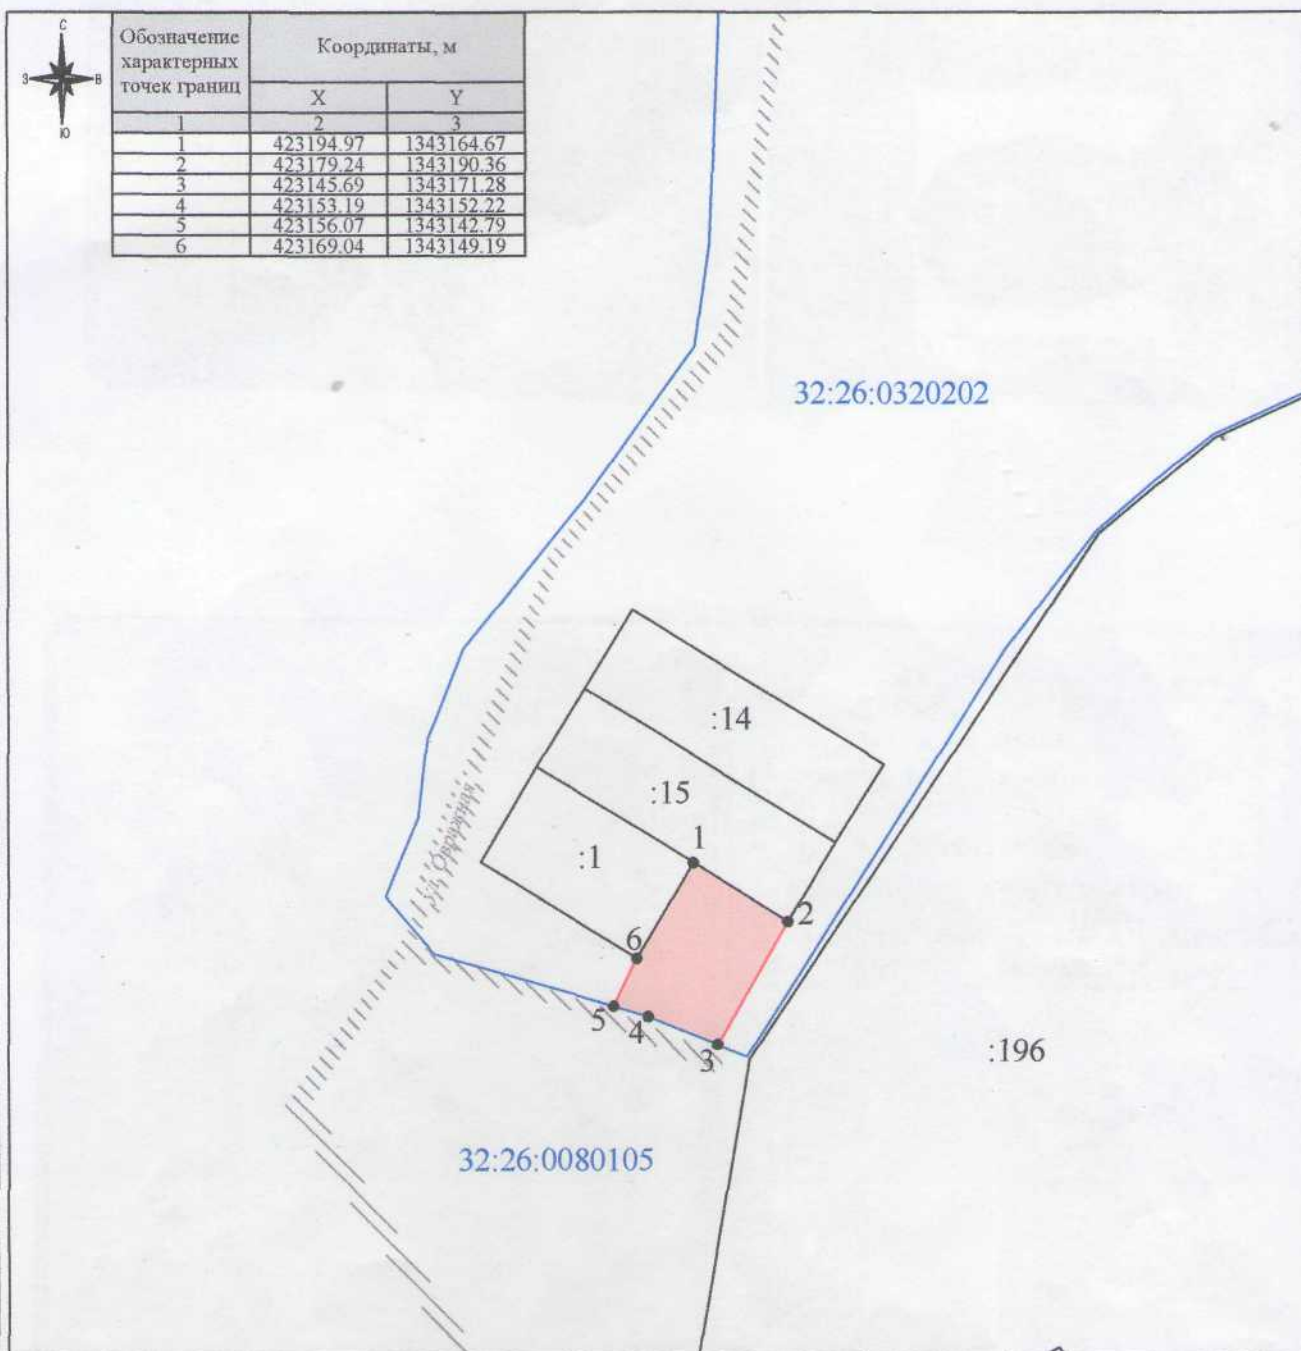 С
З В
Ю
Обозначение характерных точек границ Координаты, м
X Y
1 2 3
1 423194.97 1343164.67
2 423179.24 1343190.36
3 423145.69 1343171.28
4 423153.19 1343152.22
5 423156.07 1343142.79
6 423169.04 1343149.19
32:26:0320202
:14
:15
:1
1
2
ул. Овражная
6
5
4
3
:196
32:26:0080105